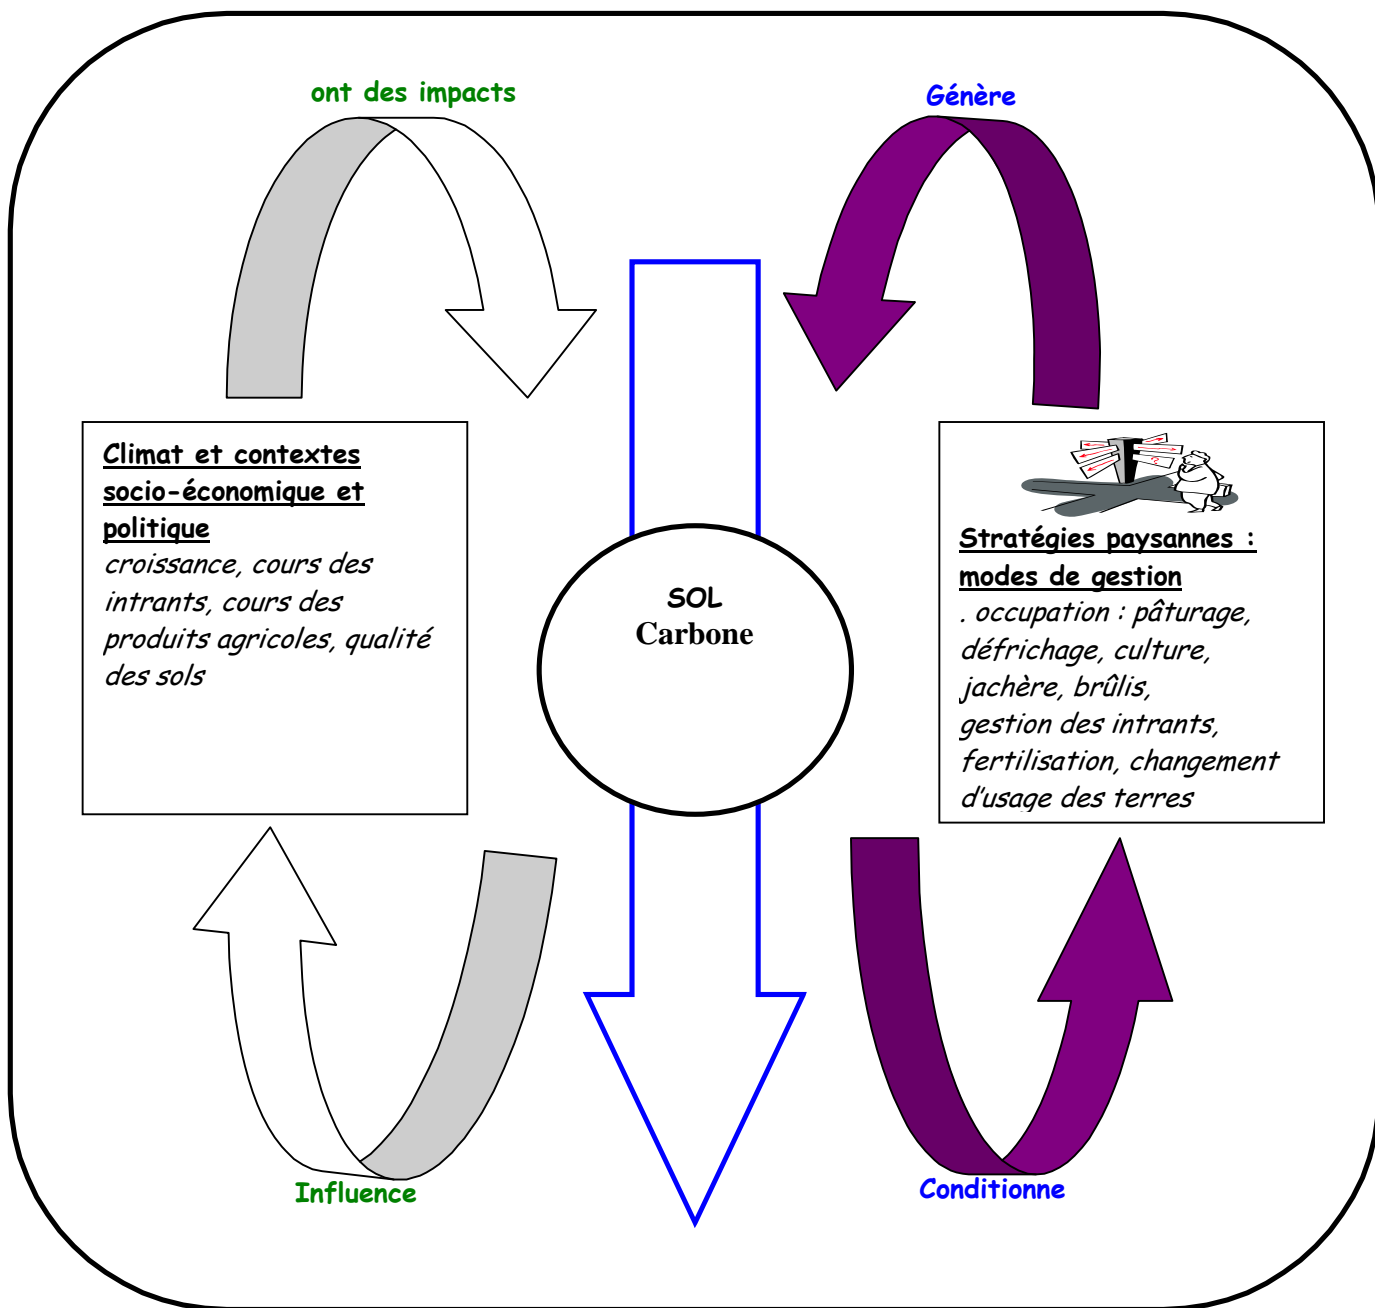 ont des impacts
Génère
Climat et contextes
socio-économique et
politique
croissance, cours des
intrants, cours des
produits agricoles, qualité
des sols
SOL
Carbone
?
Stratégies paysannes :
modes de gestion
. occupation : pâturage,
défrichage, culture,
jachère, brûlis,
gestion des intrants,
fertilisation, changement
d'usage des terres
Influence
Conditionne